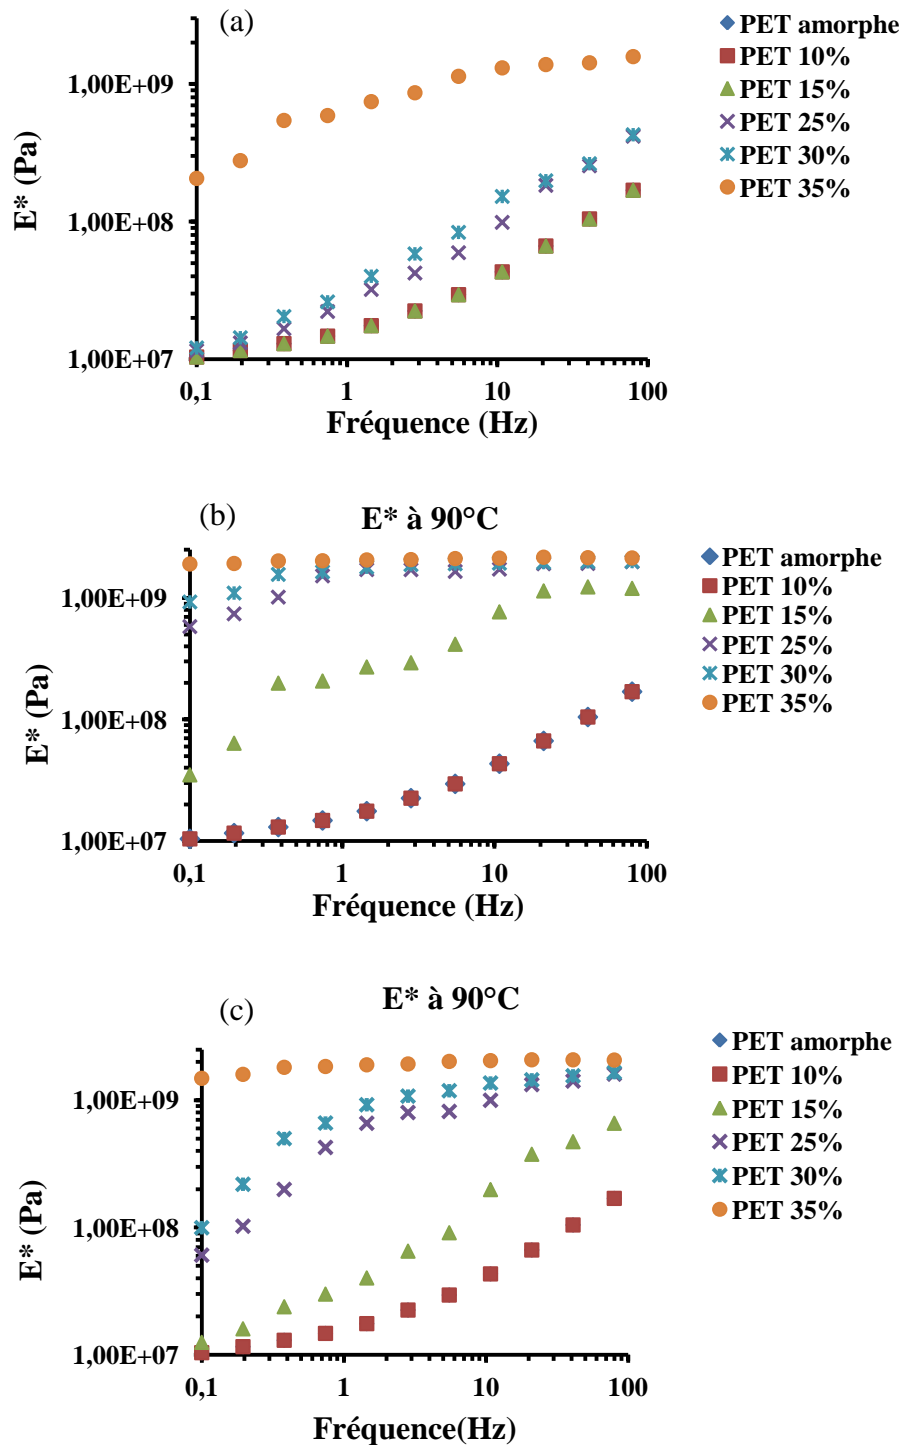 (a)
PET amorphe
PET 10%
PET 15%
PET 25%
PET 30%
PET 35%
E* (Pa)
1,00E+09
1,00E+08
1,00E+07
0,1 1 10 100
Fréquence (Hz)
(b)
E* à 90°C
PET amorphe
PET 10%
PET 15%
PET 25%
PET 30%
PET 35%
E* (Pa)
1,00E+09
1,00E+08
1,00E+07
0,1 1 10 100
Fréquence (Hz)
(c)
E* à 90°C
PET amorphe
PET 10%
PET 15%
PET 25%
PET 30%
PET 35%
E* (Pa)
1,00E+09
1,00E+08
1,00E+07
0,1 1 10 100
Fréquence(Hz)